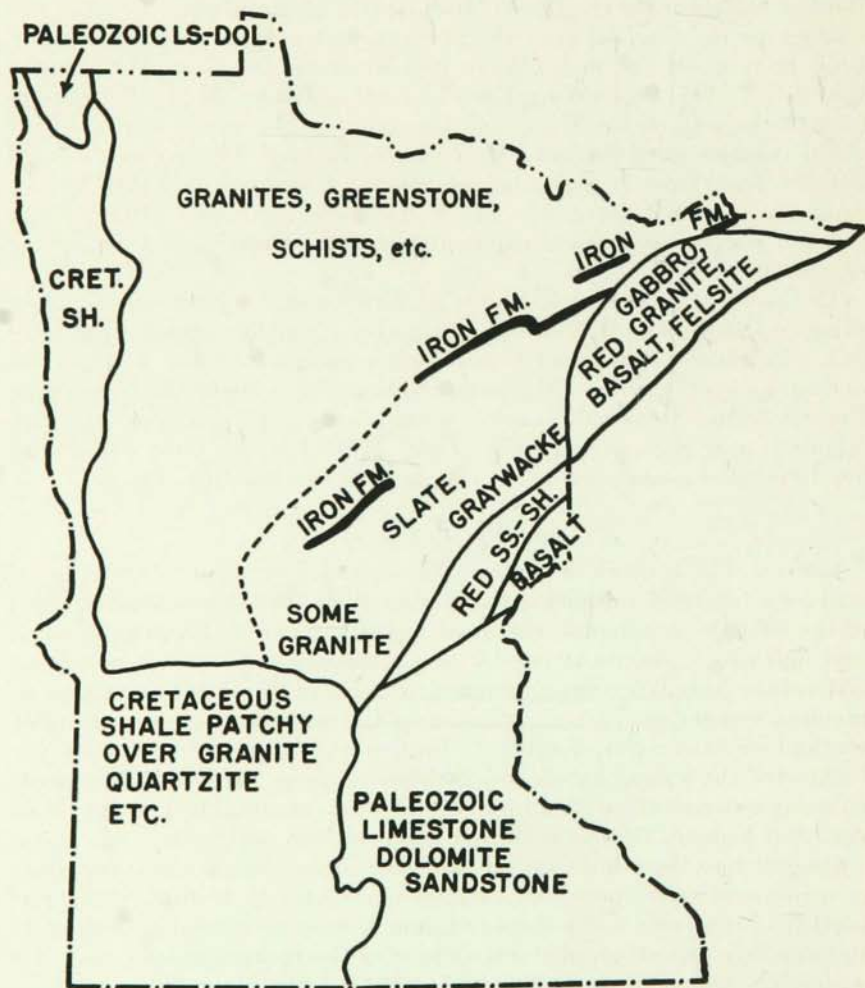 PALEOZOIC LS.-DOL.
GRANITES, GREENSTONE,
SCHISTS, etc.
CRET.
SH.
IRON FM.
GABBRO,
RED GRANITE,
BASALT, FELSITE
IRON FM.
IRON FM.
SLATE,
GRAYWACKE
RED SS.-SH.
BASALT
SOME
GRANITE
CRETACEOUS
SHALE PATCHY
OVER GRANITE
QUARTZITE
ETC.
PALEOZOIC
LIMESTONE
DOLOMITE
SANDSTONE